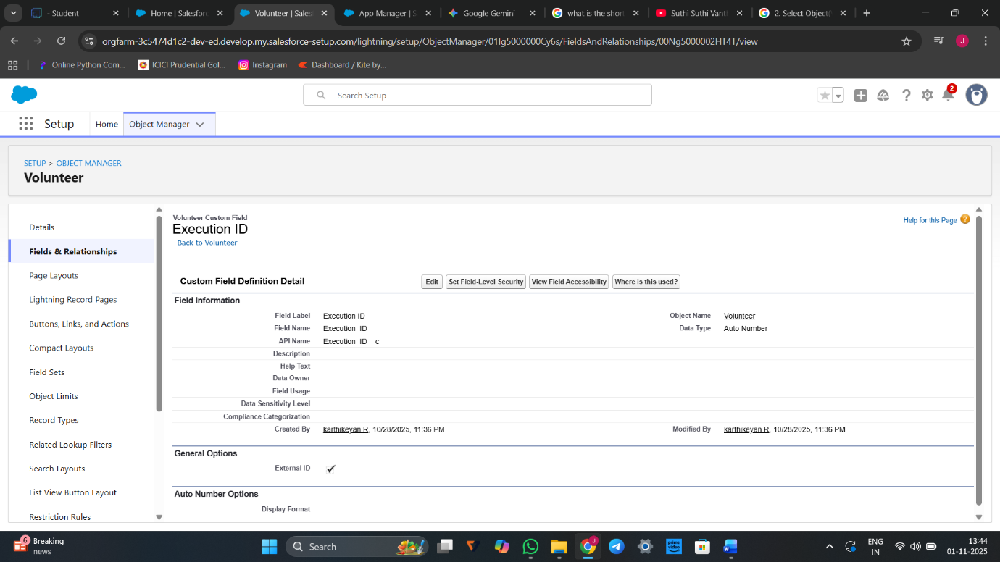 - Student
Home | Salesforc
Volunteer | Sales
App Manager | S
Google Gemini
what is the short
Suthi Suthi Vanth
2. Select Object(
orgfarm-3c5474d1c2-dev-ed.develop.my.salesforce-setup.com/lightning/setup/ObjectManager/01Ig5000000Cy6s/FieldsAndRelationships/00Ng5000002HT4T/view
J
Online Python Com...
ICICI Prudential Gol...
Instagram
Dashboard / Kite by...
Search Setup
2
Setup
Home
Object Manager
SETUP > OBJECT MANAGER
Volunteer
Details
Fields & Relationships
Page Layouts
Lightning Record Pages
Buttons, Links, and Actions
Compact Layouts
Field Sets
Object Limits
Record Types
Related Lookup Filters
Search Layouts
List View Button Layout
Restriction Rules
Volunteer Custom Field
Execution ID
Back to Volunteer
Help for this Page
Custom Field Definition Detail
Edit
Set Field-Level Security
View Field Accessibility
Where is this used?
Field Information
Field Label Execution ID Object Name Volunteer
Field Name Execution_ID Data Type Auto Number
API Name Execution_ID__c
Description
Help Text
Data Owner
Field Usage
Data Sensitivity Level
Compliance Categorization
Created By karthikeyan R, 10/28/2025, 11:36 PM Modified By karthikeyan R, 10/28/2025, 11:36 PM
General Options
External ID
Auto Number Options
Display Format
6
Breaking
news
Search
J
prime
video
ENG
IN
13:44
01-11-2025